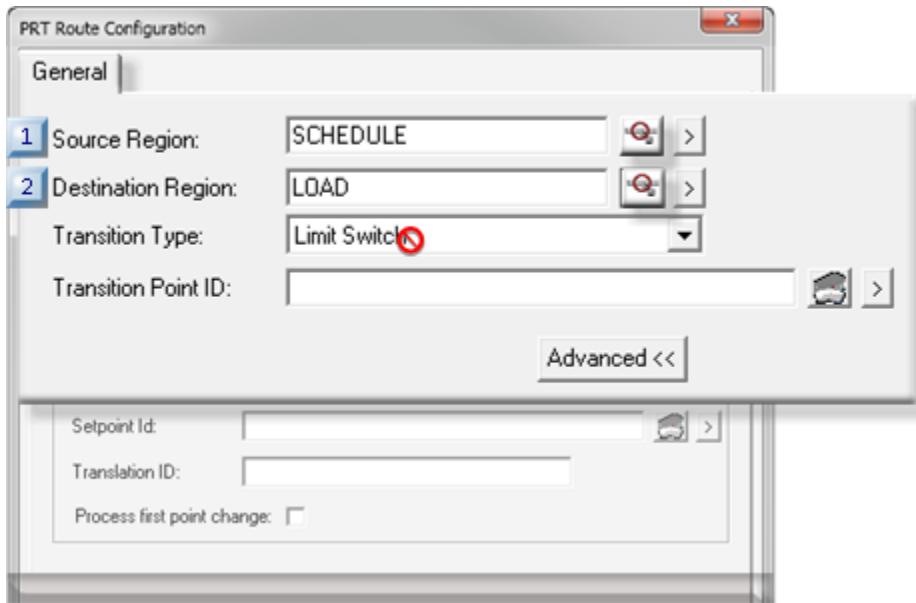 PRT Route Configuration
General
1 Source Region: SCHEDULE >
2 Destination Region: LOAD >
Transition Type: Limit Switch
Transition Point ID: >
Advanced <<
Setpoint Id: >
Translation ID:
Process first point change: